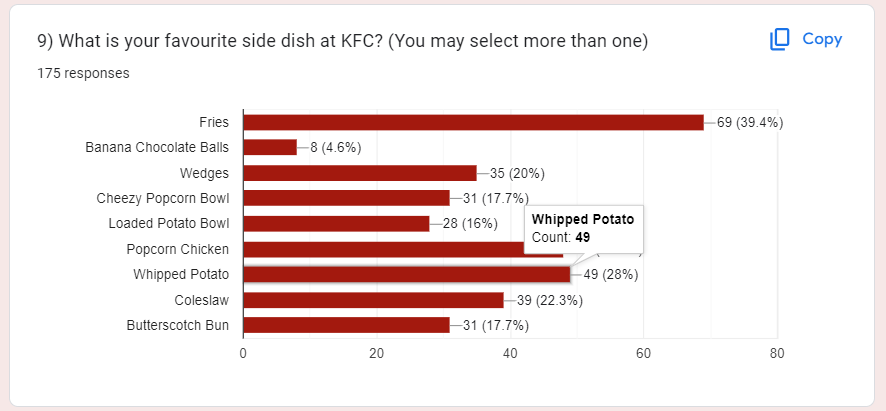 9) What is your favourite side dish at KFC? (You may select more than one)
Copy
175 responses
Fries
69 (39.4%)
Banana Chocolate Balls
8 (4.6%)
Wedges
35 (20%)
Cheezy Popcorn Bowl
31 (17.7%)
Loaded Potato Bowl
28 (16%)
Whipped Potato
Count: 49
Popcorn Chicken
Whipped Potato
49 (28%)
Coleslaw
39 (22.3%)
Butterscotch Bun
31 (17.7%)
0 20 40 60 80